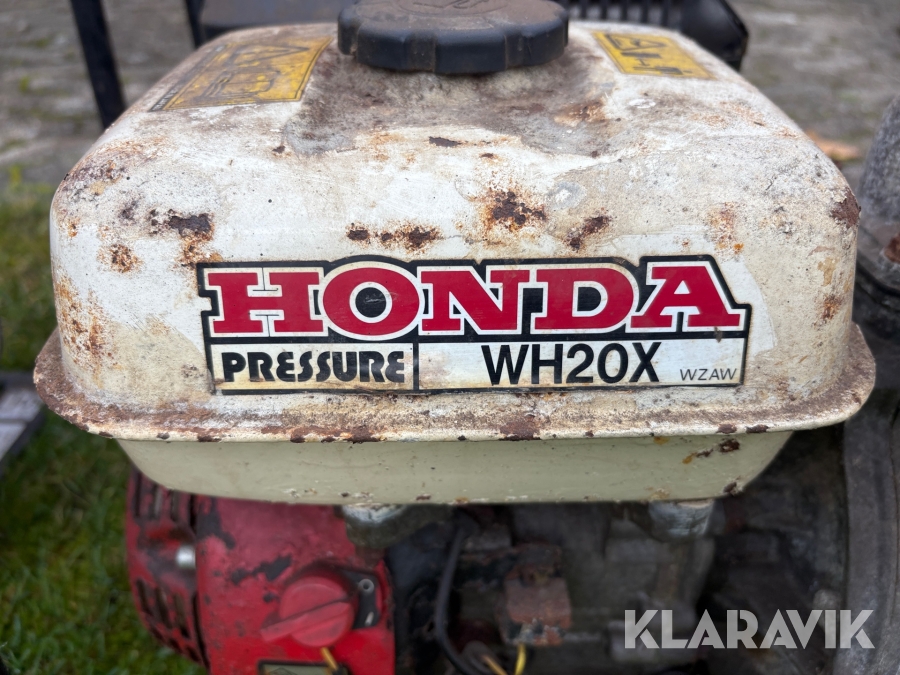 HONDA
PRESSURE WH20X WZAW
KLARAVIK